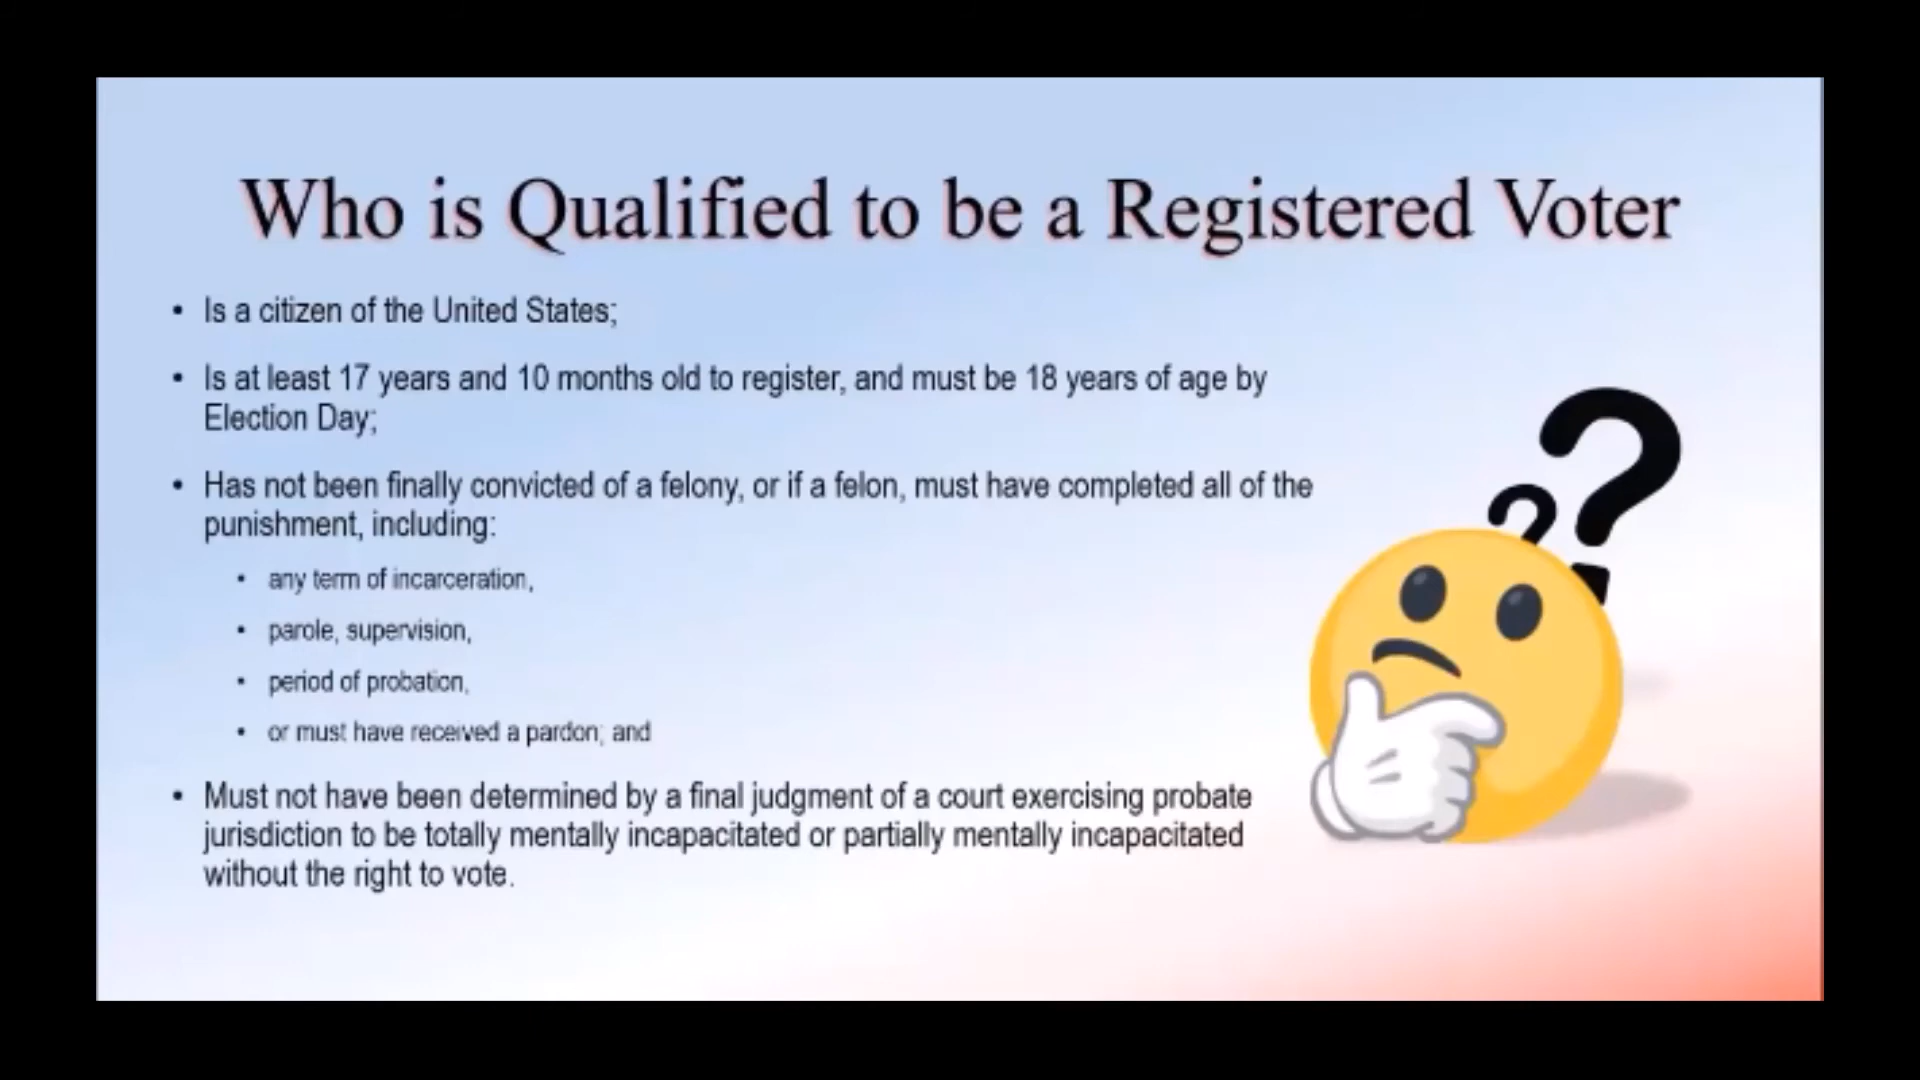 Who is Qualified to be a Registered Voter
• Is a citizen of the United States;
• Is at least 17 years and 10 months old to register, and must be 18 years of age by
Election Day;
• Has not been finally convicted of a felony, or if a felon, must have completed all of the
punishment, including:
• any term of incarceration,
• parole, supervision,
• period of probation,
• or must have received a pardon; and
• Must not have been determined by a final judgment of a court exercising probate
jurisdiction to be totally mentally incapacitated or partially mentally incapacitated
without the right to vote.
? ?